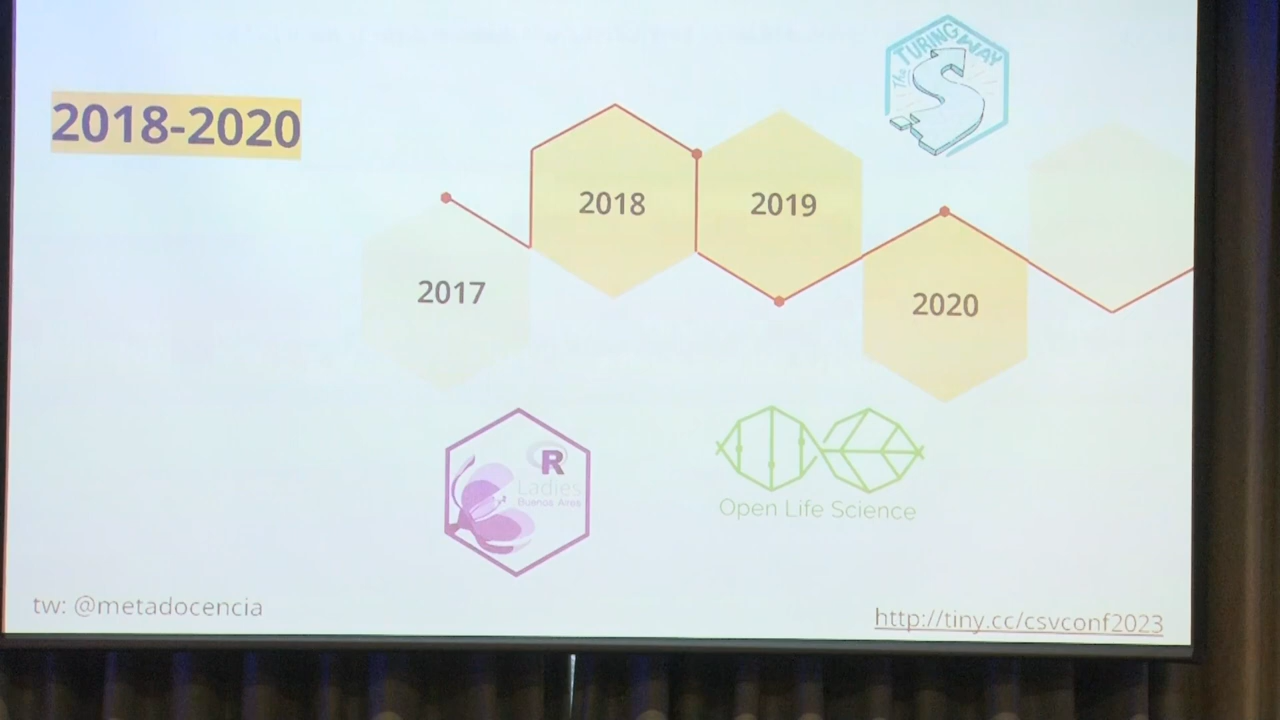 The TURING WAY
2018-2020
2018
2019
2017
2020
R
Ladies
Buenos Aires
Open Life Science
tw: @metadocencia
http://tiny.cc/csvconf2023